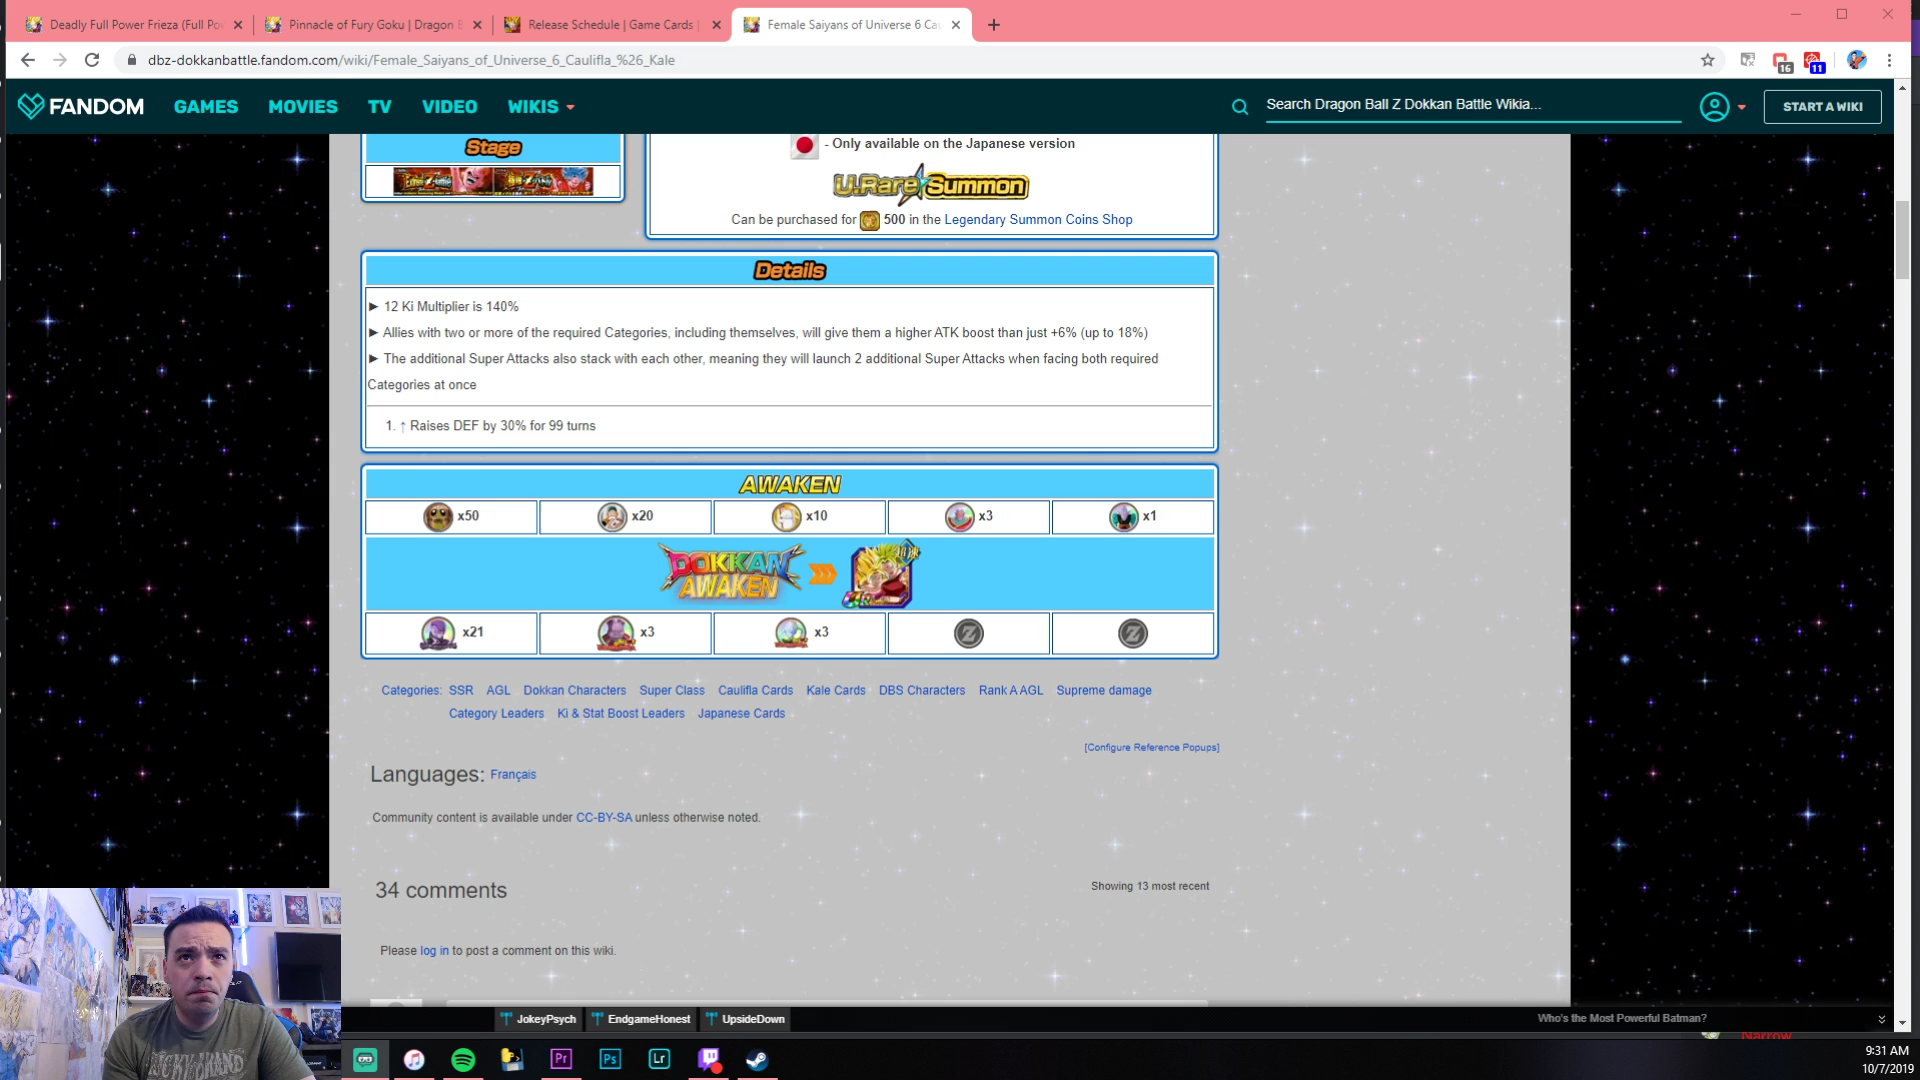 Deadly Full Power Frieza (Full Po
Pinnacle of Fury Goku | Dragon B
Release Schedule | Game Cards |
Female Saiyans of Universe 6 Cau
dbz-dokkanbattle.fandom.com/wiki/Female_Saiyans_of_Universe_6_Caulifla_%26_Kale
16
11
FANDOM
GAMES
MOVIES
TV
VIDEO
WIKIS
Search Dragon Ball Z Dokkan Battle Wikia...
START A WIKI
Stage
- Only available on the Japanese version
U.Rare Summon
Can be purchased for 500 in the Legendary Summon Coins Shop
Details
► 12 Ki Multiplier is 140%
► Allies with two or more of the required Categories, including themselves, will give them a higher ATK boost than just +6% (up to 18%)
► The additional Super Attacks also stack with each other, meaning they will launch 2 additional Super Attacks when facing both required
Categories at once
1. ↑ Raises DEF by 30% for 99 turns
AWAKEN
x50
x20
x10
x3
x1
DOKKAN
AWAKEN
x21
x3
x3
Z
Z
Categories: SSR AGL Dokkan Characters Super Class Caulifla Cards Kale Cards DBS Characters Rank A AGL Supreme damage
Category Leaders Ki & Stat Boost Leaders Japanese Cards
[Configure Reference Popups]
Languages: Français
Community content is available under CC-BY-SA unless otherwise noted.
34 comments
Showing 13 most recent
Please log in to post a comment on this wiki.
JokeyPsych
EndgameHonest
UpsideDown
Who's the Most Powerful Batman?
Narrow
Pr
Ps
Lr
9:31 AM
10/7/2019